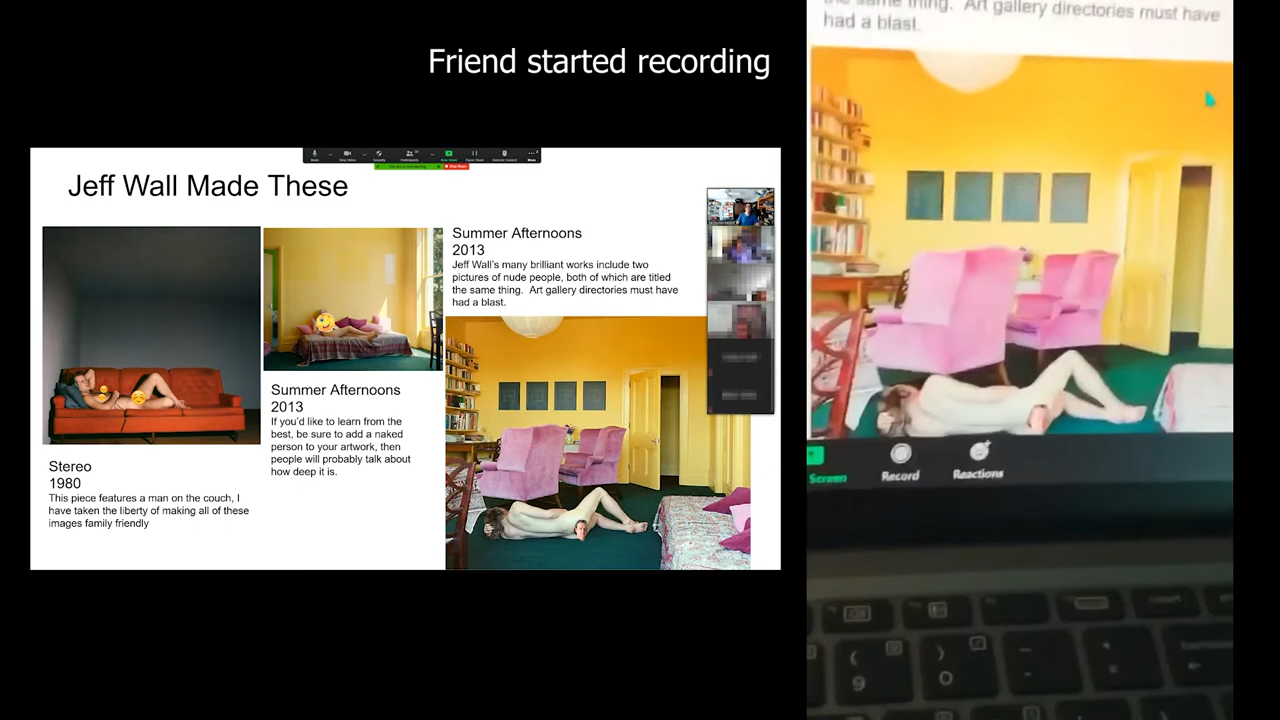 Friend started recording
Jeff Wall Made These
Stereo
1980
This piece features a man on the couch, I
have taken the liberty of making all of these
images family friendly
Summer Afternoons
2013
If you'd like to learn from the
best, be sure to add a naked
person to your artwork, then
people will probably talk about
how deep it is.
Summer Afternoons
2013
Jeff Wall's many brilliant works include two
pictures of nude people, both of which are titled
the same thing. Art gallery directories must have
had a blast.
the same thing. Art gallery directories must have
had a blast.
Screen
Record
Reactions
(
9
)
0